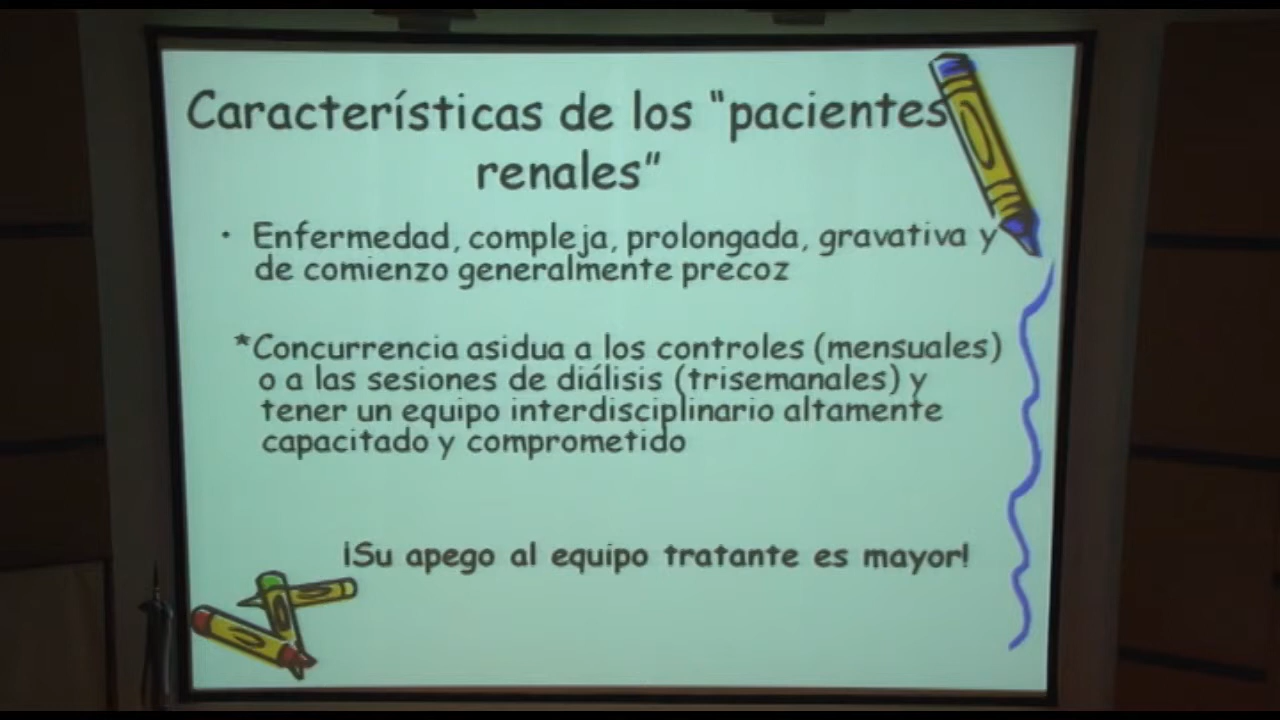 Características de los "pacientes
renales"
· Enfermedad, compleja, prolongada, gravativa y
de comienzo generalmente precoz
*Concurrencia asidua a los controles (mensuales)
o a las sesiones de diálisis (trisemanales) y
tener un equipo interdisciplinario altamente
capacitado y comprometido
¡Su apego al equipo tratante es mayor!